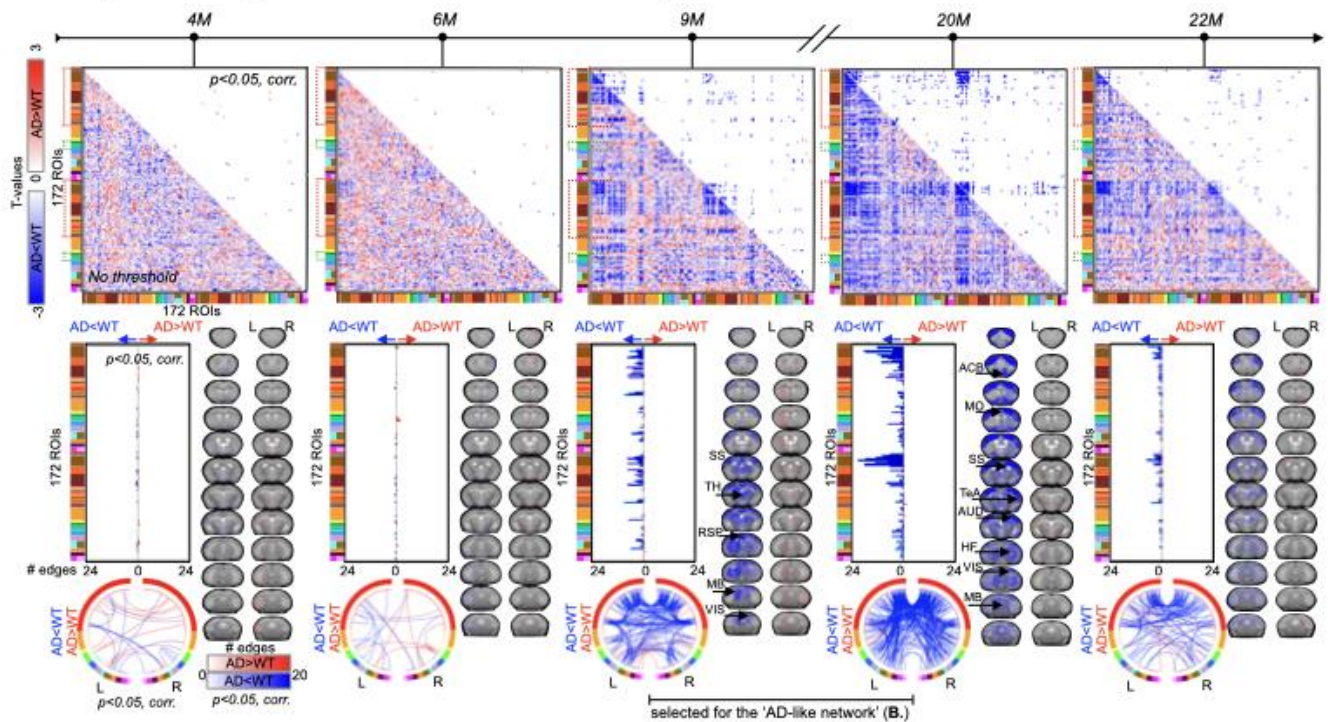 4M 6M 9M 20M 22M
3
AD>WT
0
AD<WT
-3
T-values
172 ROIs
p<0.05, corr.
No threshold
172 ROIs
AD<WT AD>WT L R
AD<WT AD>WT L R
AD<WT AD>WT L R
AD<WT AD>WT L R
AD<WT AD>WT L R
p<0.05, corr.
172 ROIs
172 ROIs
172 ROIs
172 ROIs
172 ROIs
SS
TH
RSP
MB
VIS
ACB
MO
SS
TeA
AUD
HF
VIS
MB
# edges 24 0 24
24 0 24
24 0 24
24 0 24
24 0 24
AD<WT
AD>WT
AD<WT
AD>WT
AD<WT
AD>WT
AD<WT
AD>WT
AD<WT
AD>WT
# edges
AD>WT
0 20
AD<WT
p<0.05, corr.
L R
L R
L R
L R
L R
p<0.05, corr.
selected for the 'AD-like network' (B.)